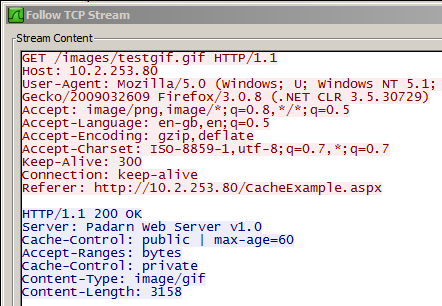 Follow TCP Stream
Stream Content
GET /images/testgif.gif HTTP/1.1
Host: 10.2.253.80
User-Agent: Mozilla/5.0 (Windows; U; Windows NT 5.1;
Gecko/2009032609 Firefox/3.0.8 (.NET CLR 3.5.30729)
Accept: image/png,image/*;q=0.8,*/*;q=0.5
Accept-Language: en-gb,en;q=0.5
Accept-Encoding: gzip,deflate
Accept-Charset: ISO-8859-1,utf-8;q=0.7,*;q=0.7
Keep-Alive: 300
Connection: keep-alive
Referer: http://10.2.253.80/CacheExample.aspx
HTTP/1.1 200 OK
Server: Padarn Web Server v1.0
Cache-Control: public | max-age=60
Accept-Ranges: bytes
Cache-Control: private
Content-Type: image/gif
Content-Length: 3158